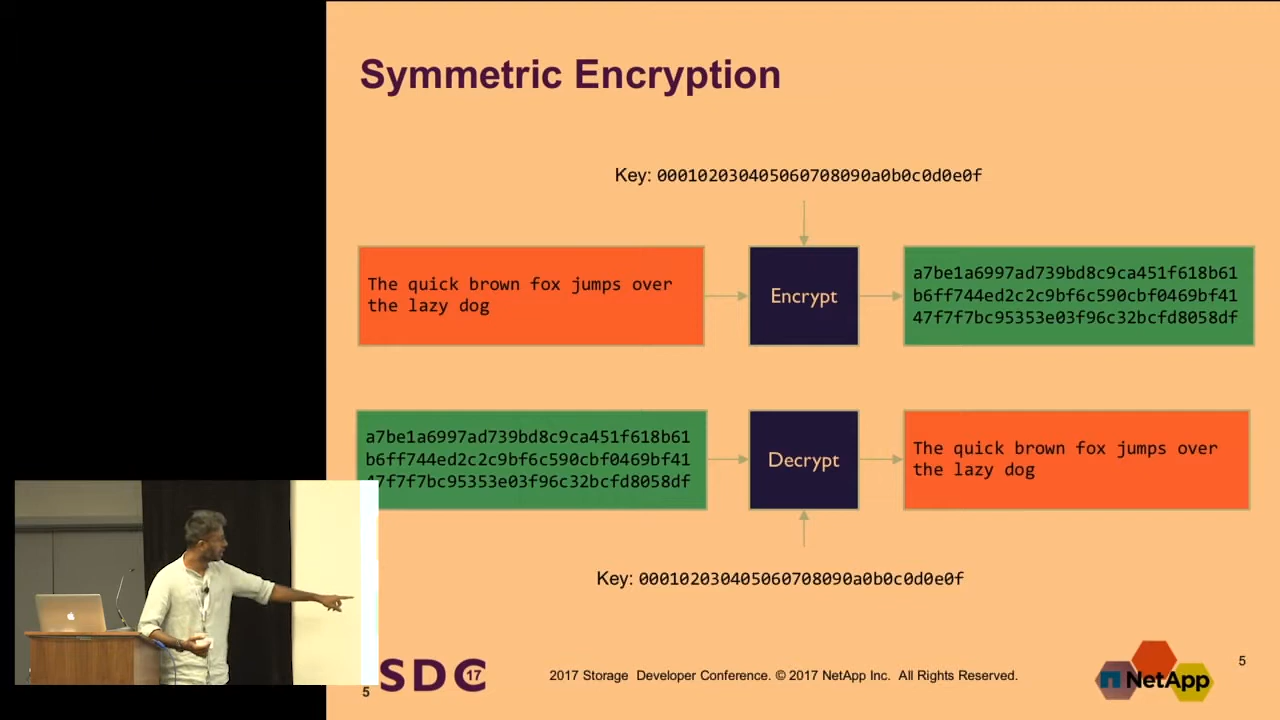 Symmetric Encryption
Key: 000102030405060708090a0b0c0d0e0f
The quick brown fox jumps over
the lazy dog
Encrypt
a7be1a6997ad739bd8c9ca451f618b61
b6ff744ed2c2c9bf6c590cbf0469bf41
47f7f7bc95353e03f96c32bcfd8058df
a7be1a6997ad739bd8c9ca451f618b61
b6ff744ed2c2c9bf6c590cbf0469bf41
47f7f7bc95353e03f96c32bcfd8058df
Decrypt
The quick brown fox jumps over
the lazy dog
Key: 000102030405060708090a0b0c0d0e0f
5
SDC 17
2017 Storage Developer Conference. © 2017 NetApp Inc. All Rights Reserved.
NetApp
5